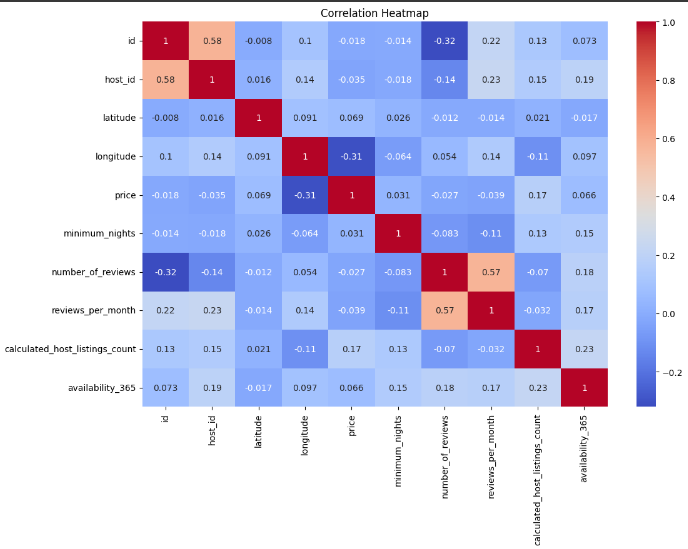 Correlation Heatmap
id 1 0.58 -0.008 0.1 -0.018 -0.014 -0.32 0.22 0.13 0.073
host_id 0.58 1 0.016 0.14 -0.035 -0.018 -0.14 0.23 0.15 0.19
latitude -0.008 0.016 1 0.091 0.069 0.026 -0.012 -0.014 0.021 -0.017
longitude 0.1 0.14 0.091 1 -0.31 -0.064 0.054 0.14 -0.11 0.097
price -0.018 -0.035 0.069 -0.31 1 0.031 -0.027 -0.039 0.17 0.066
minimum_nights -0.014 -0.018 0.026 -0.064 0.031 1 -0.083 -0.11 0.13 0.15
number_of_reviews -0.32 -0.14 -0.012 0.054 -0.027 -0.083 1 0.57 -0.07 0.18
reviews_per_month 0.22 0.23 -0.014 0.14 -0.039 -0.11 0.57 1 -0.032 0.17
calculated_host_listings_count 0.13 0.15 0.021 -0.11 0.17 0.13 -0.07 -0.032 1 0.23
availability_365 0.073 0.19 -0.017 0.097 0.066 0.15 0.18 0.17 0.23 1
id
host_id
latitude
longitude
price
minimum_nights
number_of_reviews
reviews_per_month
calculated_host_listings_count
availability_365
1.0
0.8
0.6
0.4
0.2
0.0
−0.2